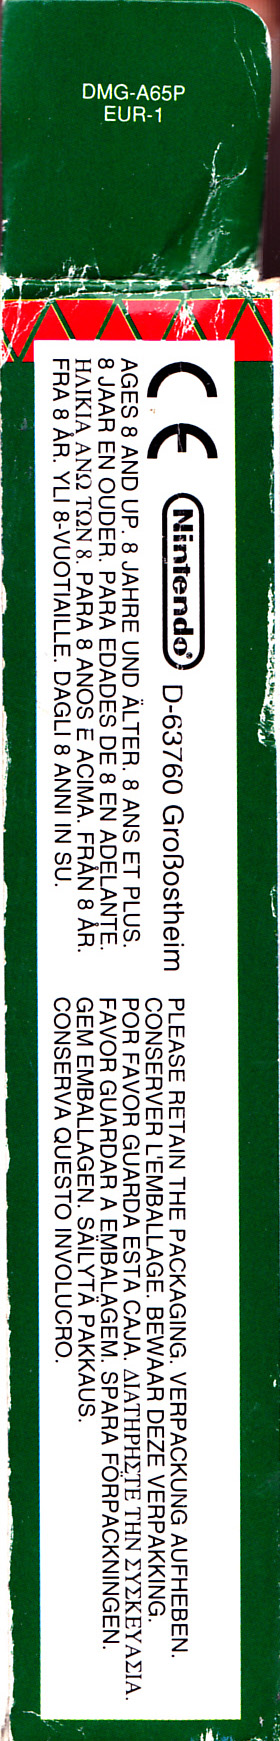 DMG-A65P
EUR-1
CE Nintendo® D-63760 Großostheim
AGES 8 AND UP. 8 JAHRE UND ÄLTER. 8 ANS ET PLUS.
8 JAAR EN OUDER. PARA EDADES DE 8 EN ADELANTE.
ΗΛΙΚΙΑ ΑΝΩ ΤΩΝ 8. PARA 8 ANOS E ACIMA. FRÅN 8 ÅR.
FRA 8 ÅR. YLI 8-VUOTIAILLE. DAGLI 8 ANNI IN SU.
PLEASE RETAIN THE PACKAGING. VERPACKUNG AUFHEBEN.
CONSERVER L'EMBALLAGE. BEWAAR DEZE VERPAKKING.
POR FAVOR GUARDA ESTA CAJA. ΔΙΑΤΗΡΗΣΤΕ ΤΗΝ ΣΥΣΚΕΥΑΣΙΑ.
FAVOR GUARDAR A EMBALAGEM. SPARA FÖRPACKNINGEN.
GEM EMBALLAGEN. SÄILYTÄ PAKKAUS.
CONSERVA QUESTO INVOLUCRO.